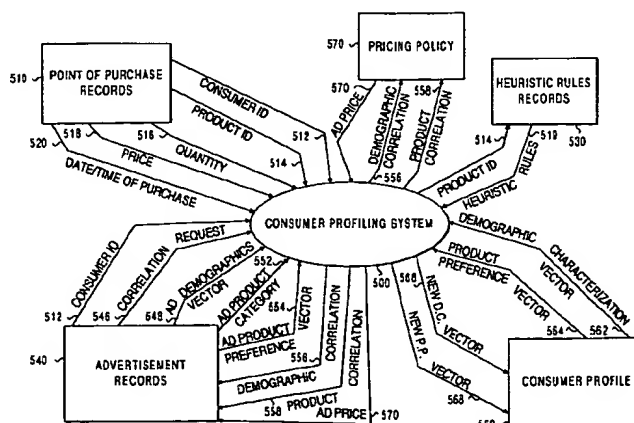 570
PRICING POLICY
510
POINT OF PURCHASE
RECORDS
HEURISTIC RULES
RECORDS
530
CONSUMER ID
PRODUCT ID
512
514
516
518
520
QUANTITY
PRICE
DATE/TIME OF PURCHASE
570
AD PRICE
DEMOGRAPHIC
CORRELATION
556
558
PRODUCT
CORRELATION
514
519
PRODUCT ID
HEURISTIC
RULES
CONSUMER PROFILING SYSTEM
500
512
CONSUMER ID
546
CORRELATION
REQUEST
548
AD DEMOGRAPHICS
VECTOR
552
AD PRODUCT
CATEGORY
554
AD PRODUCT
PREFERENCE
VECTOR
556
DEMOGRAPHIC
CORRELATION
558
PRODUCT
CORRELATION
AD PRICE
570
566
NEW D.C.
VECTOR
NEW P.P.
VECTOR
568
DEMOGRAPHIC
CHARACTERIZATION
VECTOR
PRODUCT
PREFERENCE
VECTOR
564
562
540
ADVERTISEMENT
RECORDS
CONSUMER PROFILE